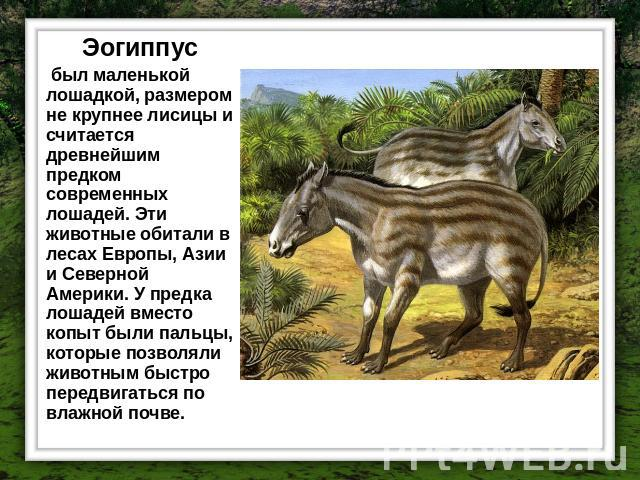 Эогиппус
был маленькой
лошадкой, размером
не крупнее лисицы и
считается
древнейшим
предком
современных
лошадей. Эти
животные обитали в
лесах Европы, Азии
и Северной
Америки. У предка
лошадей вместо
копыт были пальцы,
которые позволяли
животным быстро
передвигаться по
влажной почве.
PPt4WEB.ru